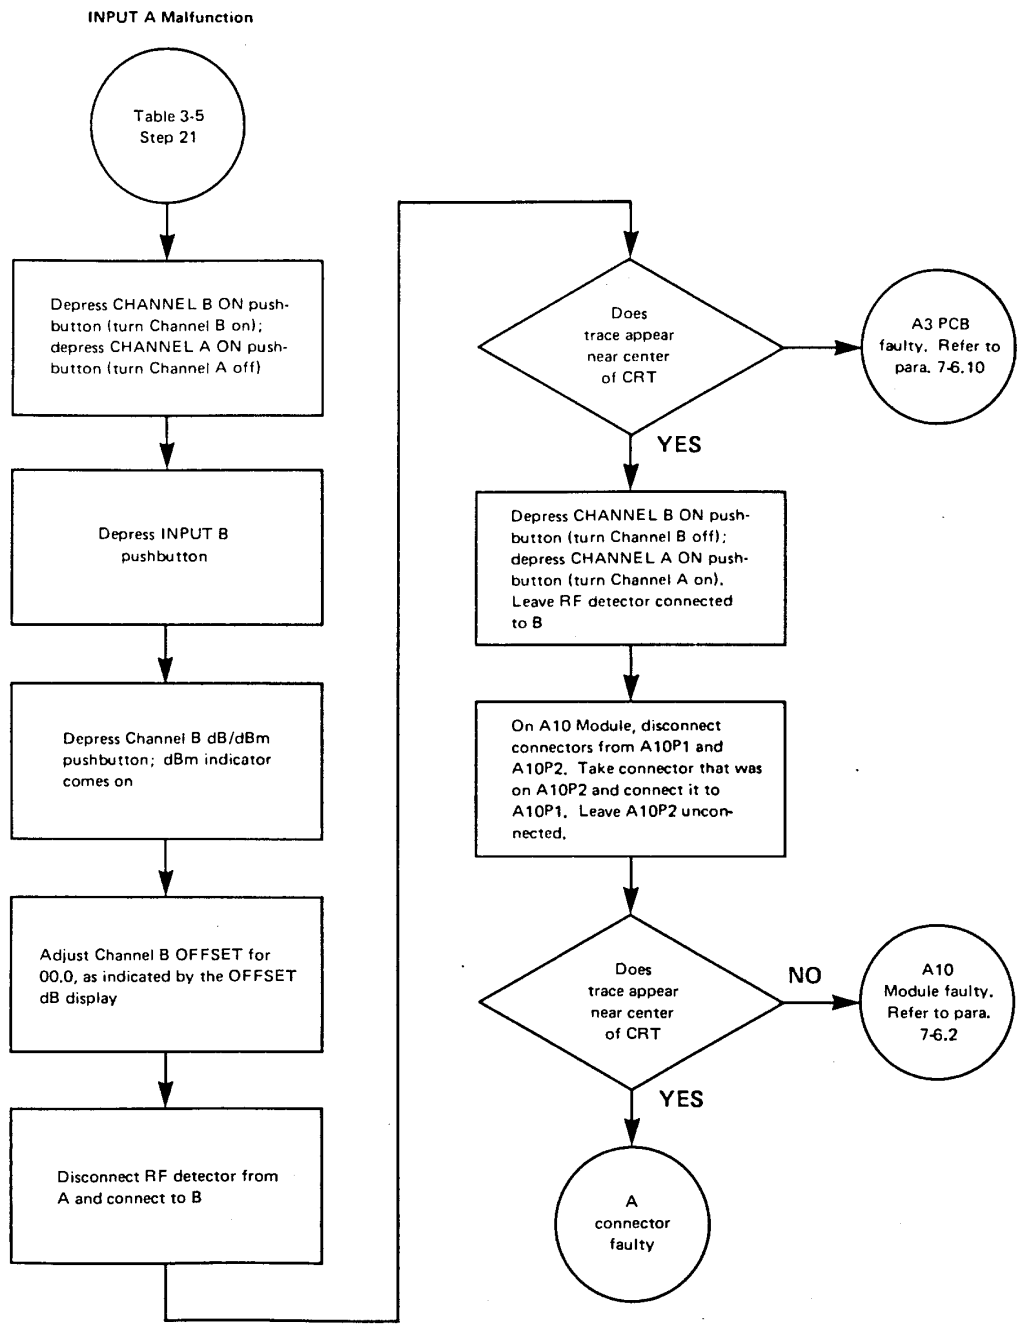 INPUT A Malfunction
Table 3-5
Step 21
Depress CHANNEL B ON push-
button (turn Channel B on);
depress CHANNEL A ON push-
button (turn Channel A off)
Depress INPUT B
pushbutton
Depress Channel B dB/dBm
pushbutton; dBm indicator
comes on
Adjust Channel B OFFSET for
00.0, as indicated by the OFFSET
dB display
Disconnect RF detector from
A and connect to B
Does
trace appear
near center
of CRT
A3 PCB
faulty. Refer to
para. 7-6.10
YES
Depress CHANNEL B ON push-
button (turn Channel B off);
depress CHANNEL A ON push-
button (turn Channel A on).
Leave RF detector connected
to B
On A10 Module, disconnect
connectors from A10P1 and
A10P2. Take connector that was
on A10P2 and connect it to
A10P1. Leave A10P2 uncon-
nected.
Does
trace appear
near center
of CRT
NO
A10
Module faulty.
Refer to para.
7-6.2
YES
A
connector
faulty